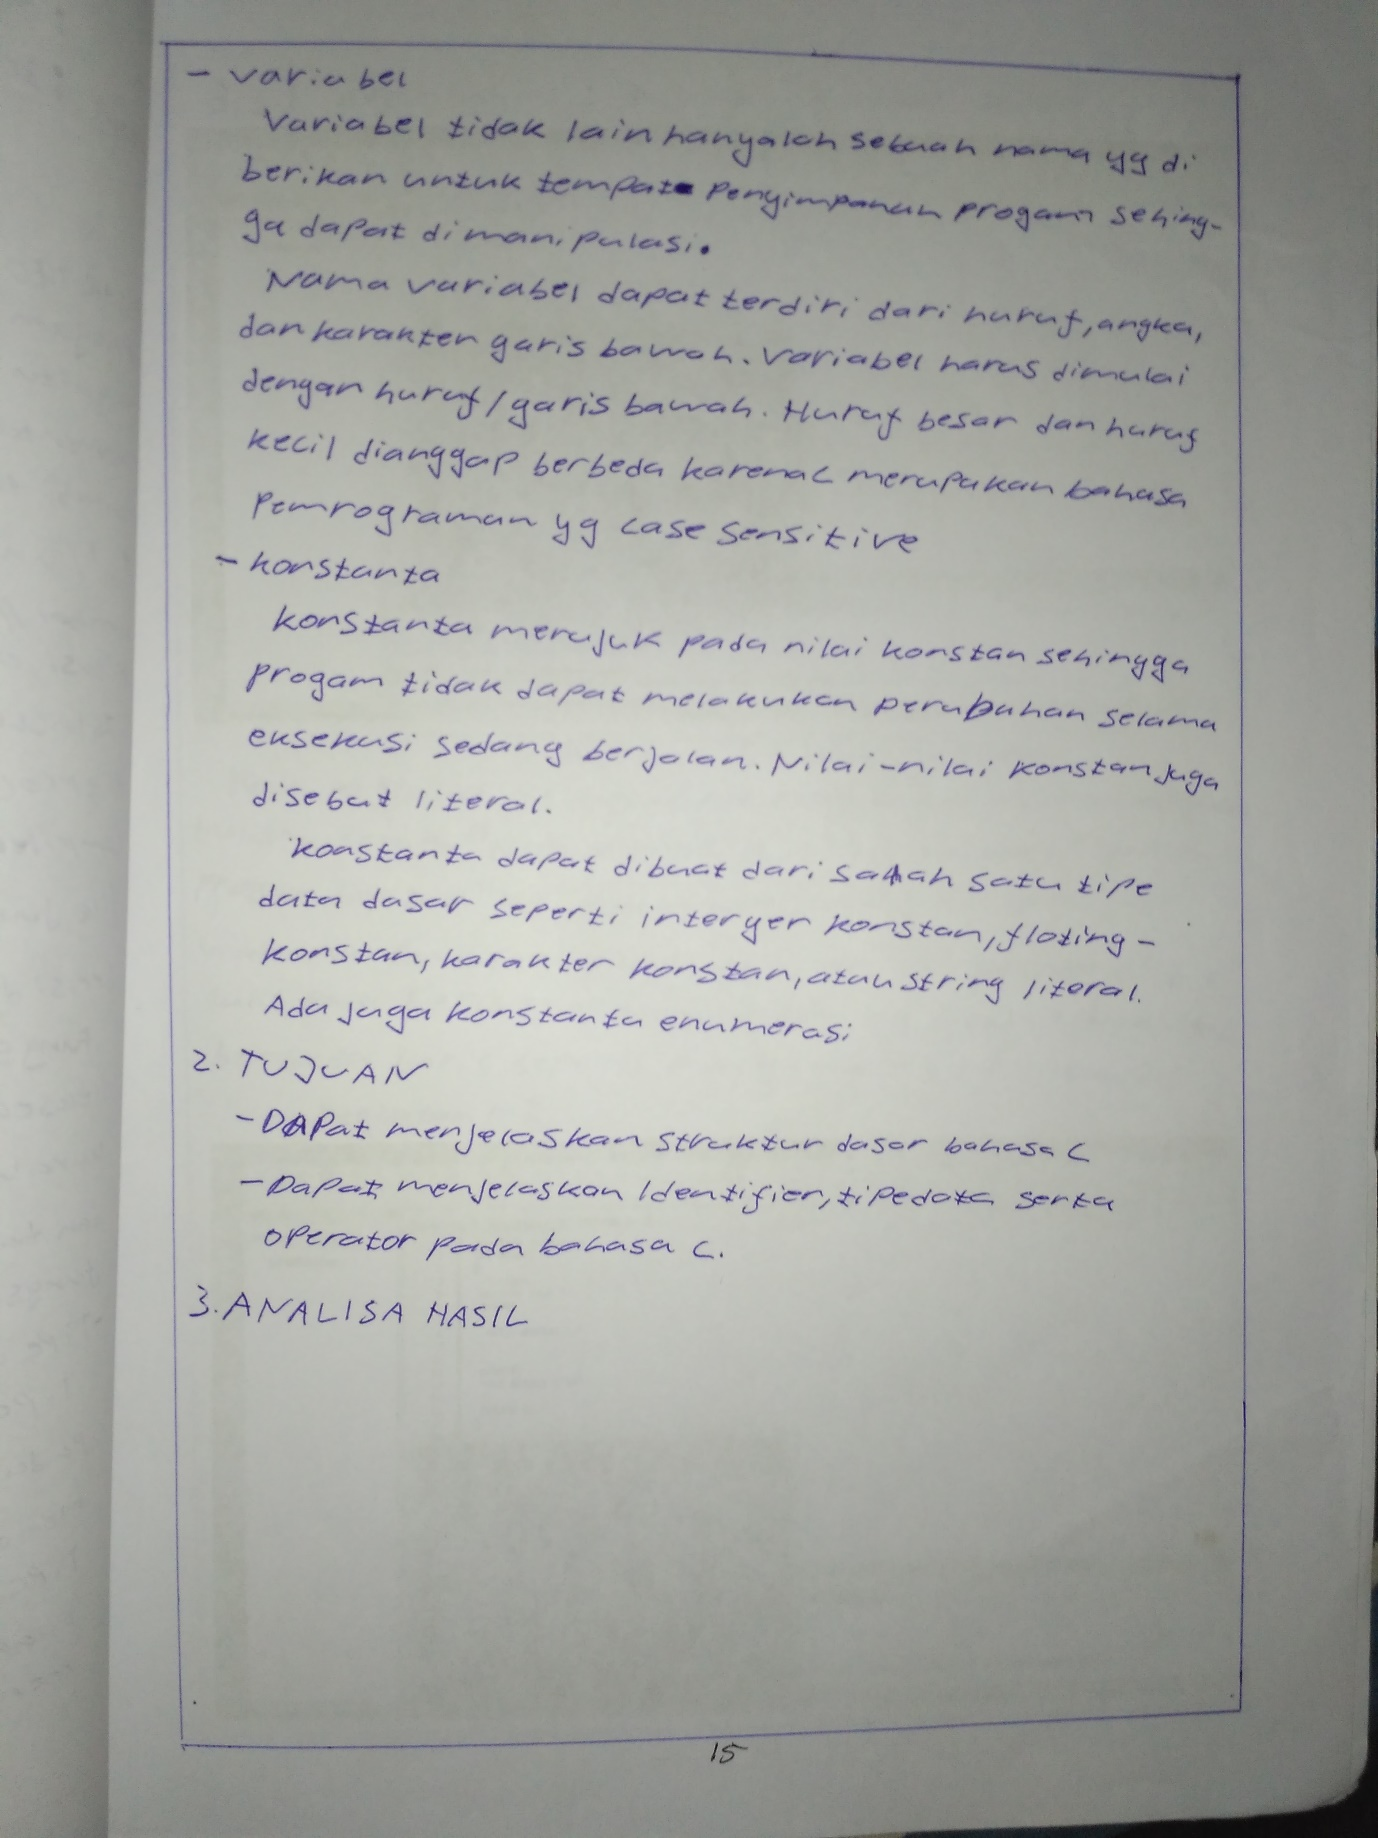 - Variabel
Variabel tidak lain hanyalah sebuah nama yg di
berikan untuk tempat penyimpanan progam sehing-
ga dapat dimanipulasi.
Nama variabel dapat terdiri dari huruf, angka,
dan karakter garis bawah. Variabel harus dimulai
dengan huruf/garis bawah. Huruf besar dan huruf
kecil dianggap berbeda karena C merupakan bahasa
Pemrograman yg case sensitive
- konstanta
konstanta merujuk pada nilai konstan sehingga
progam tidak dapat melakukan perubahan selama
eksekusi sedang berjalan. Nilai-nilai konstan juga
disebut literal.
konstanta dapat dibuat dari salah satu tipe
data dasar seperti interger konstan, floting-
konstan, karakter konstan, atau string literal.
Ada juga konstanta enumerasi
2. TUJUAN
- Dapat menjelaskan struktur dasar bahasa C
- Dapat menjelaskan Identifier, tipe data serta
operator pada bahasa C.
3. ANALISA HASIL
15